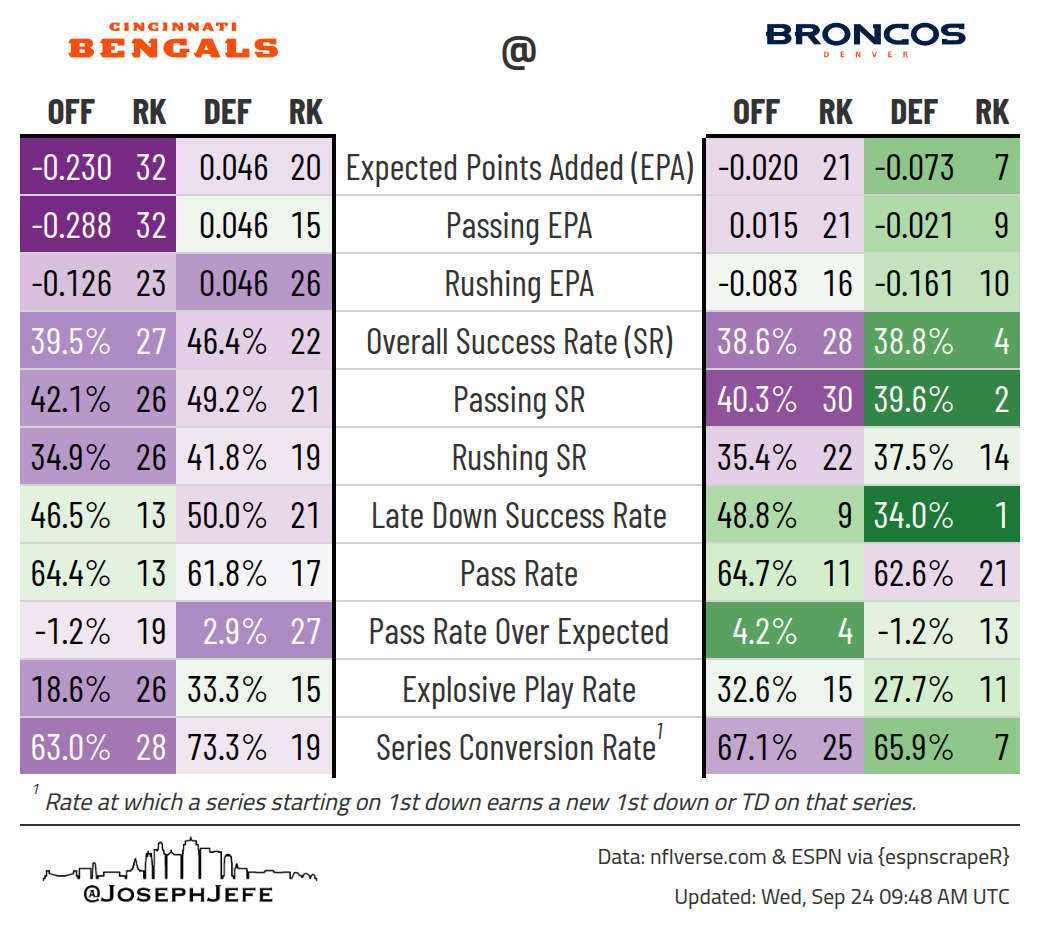 CINCINNATI
BENGALS
@
BRONCOS
DENVER
OFF RK DEF RK OFF RK DEF RK
-0.230 32 0.046 20 Expected Points Added (EPA) -0.020 21 -0.073 7
-0.288 32 0.046 15 Passing EPA 0.015 21 -0.021 9
-0.126 23 0.046 26 Rushing EPA -0.083 16 -0.161 10
39.5% 27 46.4% 22 Overall Success Rate (SR) 38.6% 28 38.8% 4
42.1% 26 49.2% 21 Passing SR 40.3% 30 39.6% 2
34.9% 26 41.8% 19 Rushing SR 35.4% 22 37.5% 14
46.5% 13 50.0% 21 Late Down Success Rate 48.8% 9 34.0% 1
64.4% 13 61.8% 17 Pass Rate 64.7% 11 62.6% 21
-1.2% 19 2.9% 27 Pass Rate Over Expected 4.2% 4 -1.2% 13
18.6% 26 33.3% 15 Explosive Play Rate 32.6% 15 27.7% 11
63.0% 28 73.3% 19 Series Conversion Rate1 67.1% 25 65.9% 7
1 Rate at which a series starting on 1st down earns a new 1st down or TD on that series.
@JOSEPHJEFE
Data: nflverse.com & ESPN via {espnscrapeR}
Updated: Wed, Sep 24 09:48 AM UTC